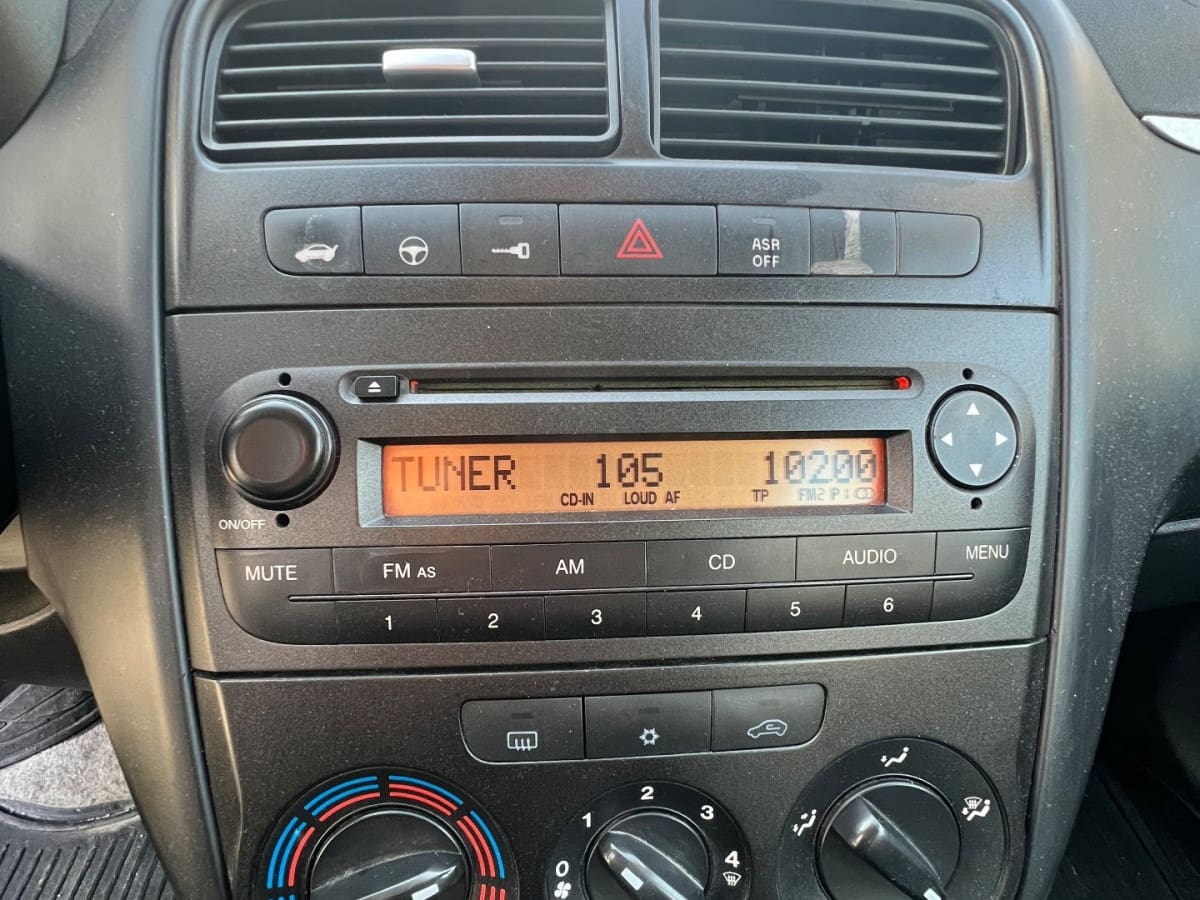 ASR
OFF
TUNER 105 10200
CD-IN LOUD AF TP FM2
ON/OFF
MUTE FM AS AM CD AUDIO MENU
1 2 3 4 5 6
0 1 2 3 4